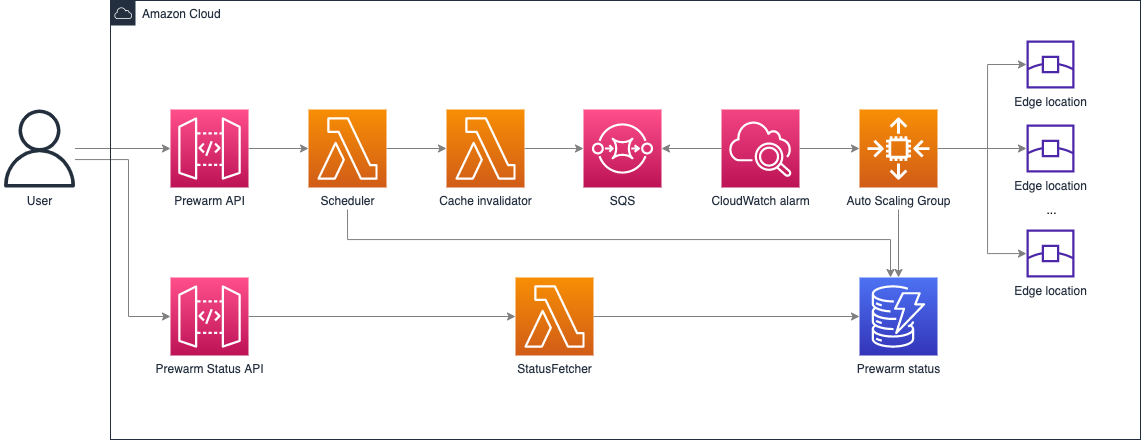 Amazon Cloud
User
Prewarm API
Scheduler
Cache invalidator
SQS
CloudWatch alarm
Auto Scaling Group
Edge location
Edge location
...
Edge location
Prewarm Status API
StatusFetcher
Prewarm status